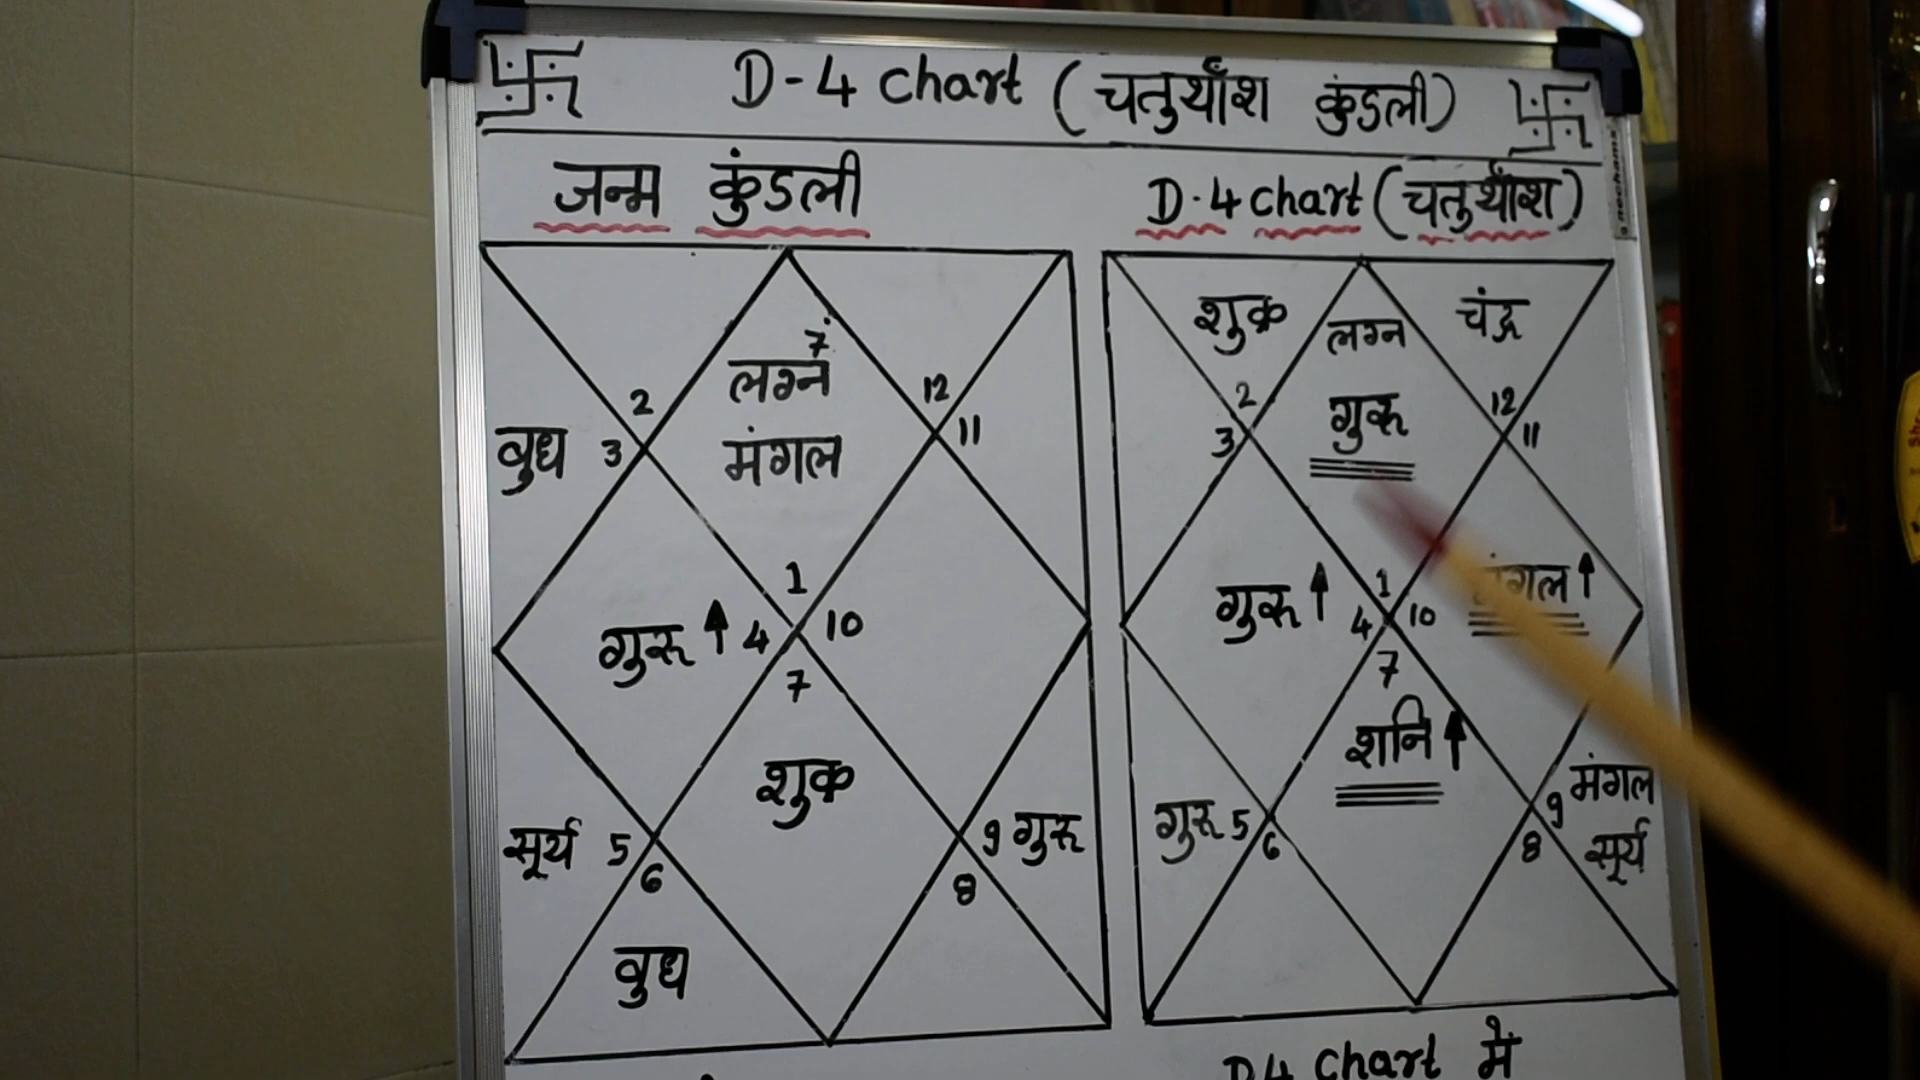 D-4 Chart (चतुर्थांश कुंडली)
जन्म कुंडली
D.4 Chart (चतुर्थांश)
7
लग्न
मंगल
2
12
बुध 3
11
1
गुरू ↑ 4
10
7
शुक्र
सूर्य 5
6
9 गुरू
8
बुध
शुक्र
लग्न
चंद्र
गुरू
2
12
3
11
गुरू ↑
1
4
10
मंगल ↑
7
शनि ↑
गुरू 5
6
9 मंगल
सूर्य
8
D4 Chart में